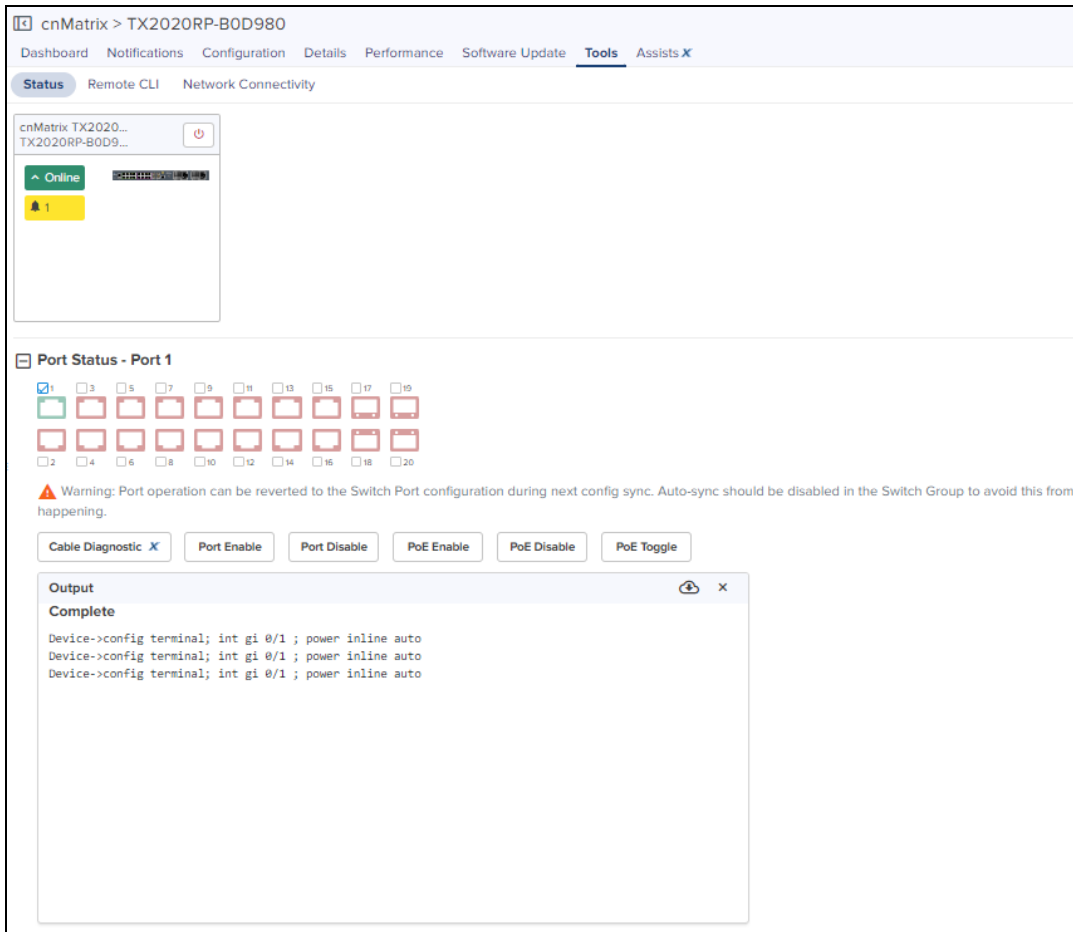 cnMatrix > TX2020RP-B0D980
Dashboard Notifications Configuration Details Performance Software Update Tools Assists X
Status Remote CLI Network Connectivity
cnMatrix TX2020...
TX2020RP-B0D9...
Online
1
Port Status - Port 1
1 3 5 7 9 11 13 15 17 19
2 4 6 8 10 12 14 16 18 20
Warning: Port operation can be reverted to the Switch Port configuration during next config sync. Auto-sync should be disabled in the Switch Group to avoid this from
happening.
Cable Diagnostic X Port Enable Port Disable PoE Enable PoE Disable PoE Toggle
Output
Complete
Device->config terminal; int gi 0/1 ; power inline auto
Device->config terminal; int gi 0/1 ; power inline auto
Device->config terminal; int gi 0/1 ; power inline auto